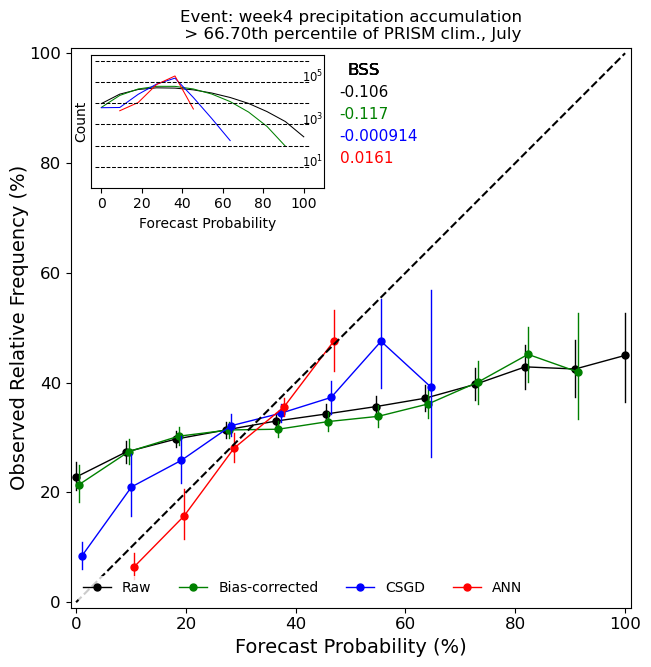 Event: week4 precipitation accumulation
> 66.70th percentile of PRISM clim., July
Observed Relative Frequency (%)
100
80
60
40
20
0
Count
10^5
10^3
10^1
0 20 40 60 80 100
Forecast Probability
BSS
-0.106
-0.117
-0.000914
0.0161
Raw Bias-corrected CSGD ANN
0 20 40 60 80 100
Forecast Probability (%)